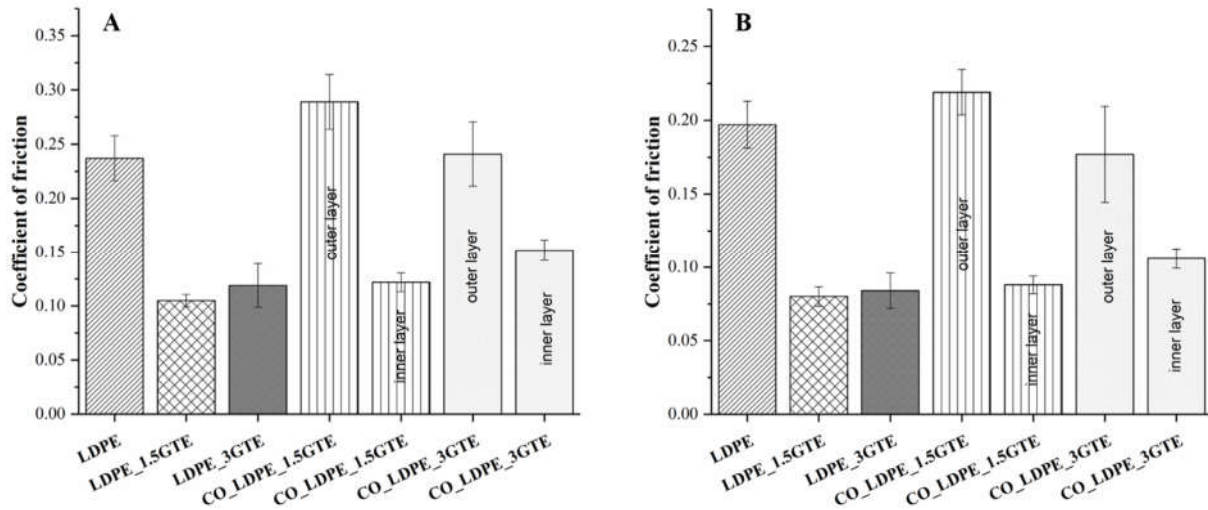 A
Coefficient of friction
0.35
0.30
0.25
0.20
0.15
0.10
0.05
0.00
outer layer
inner layer
outer layer
inner layer
LDPE
LDPE_1.5GTE
LDPE_3GTE
CO_LDPE_1.5GTE
CO_LDPE_1.5GTE
CO_LDPE_3GTE
CO_LDPE_3GTE
B
Coefficient of friction
0.25
0.20
0.15
0.10
0.05
0.00
outer layer
inner layer
outer layer
inner layer
LDPE
LDPE_1.5GTE
LDPE_3GTE
CO_LDPE_1.5GTE
CO_LDPE_1.5GTE
CO_LDPE_3GTE
CO_LDPE_3GTE